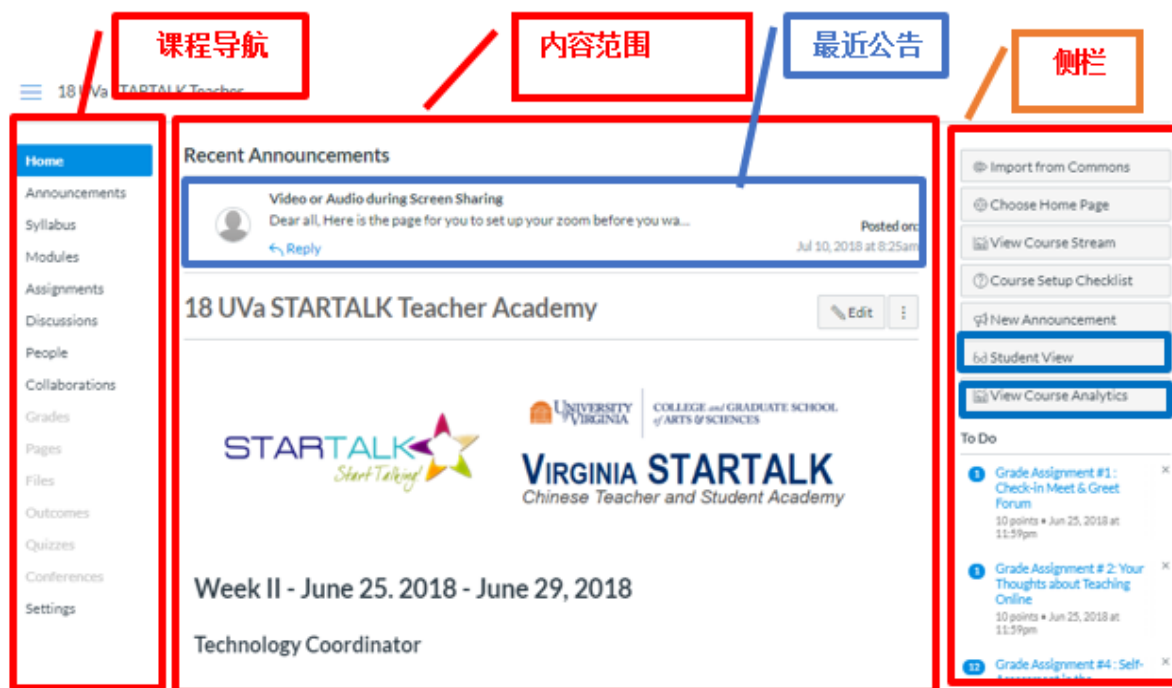 课程导航
内容范围
最近公告
侧栏
18 UVa STARTALK Teacher
Home
Announcements
Syllabus
Modules
Assignments
Discussions
People
Collaborations
Grades
Pages
Files
Outcomes
Quizzes
Conferences
Settings
Recent Announcements
Video or Audio during Screen Sharing
Dear all, Here is the page for you to set up your zoom before you wa...
Reply
Posted on:
Jul 10, 2018 at 8:25am
18 UVa STARTALK Teacher Academy
Edit
STARTALK
Start Talking!
UNIVERSITY of VIRGINIA
COLLEGE and GRADUATE SCHOOL
of ARTS & SCIENCES
VIRGINIA STARTALK
Chinese Teacher and Student Academy
Week II - June 25. 2018 - June 29, 2018
Technology Coordinator
Import from Commons
Choose Home Page
View Course Stream
Course Setup Checklist
New Announcement
Student View
View Course Analytics
To Do
1 Grade Assignment #1 :
Check-in Meet & Greet
Forum
10 points • Jun 25, 2018 at
11:59pm
1 Grade Assignment # 2: Your
Thoughts about Teaching
Online
10 points • Jun 25, 2018 at
11:59pm
12 Grade Assignment #4 : Self-